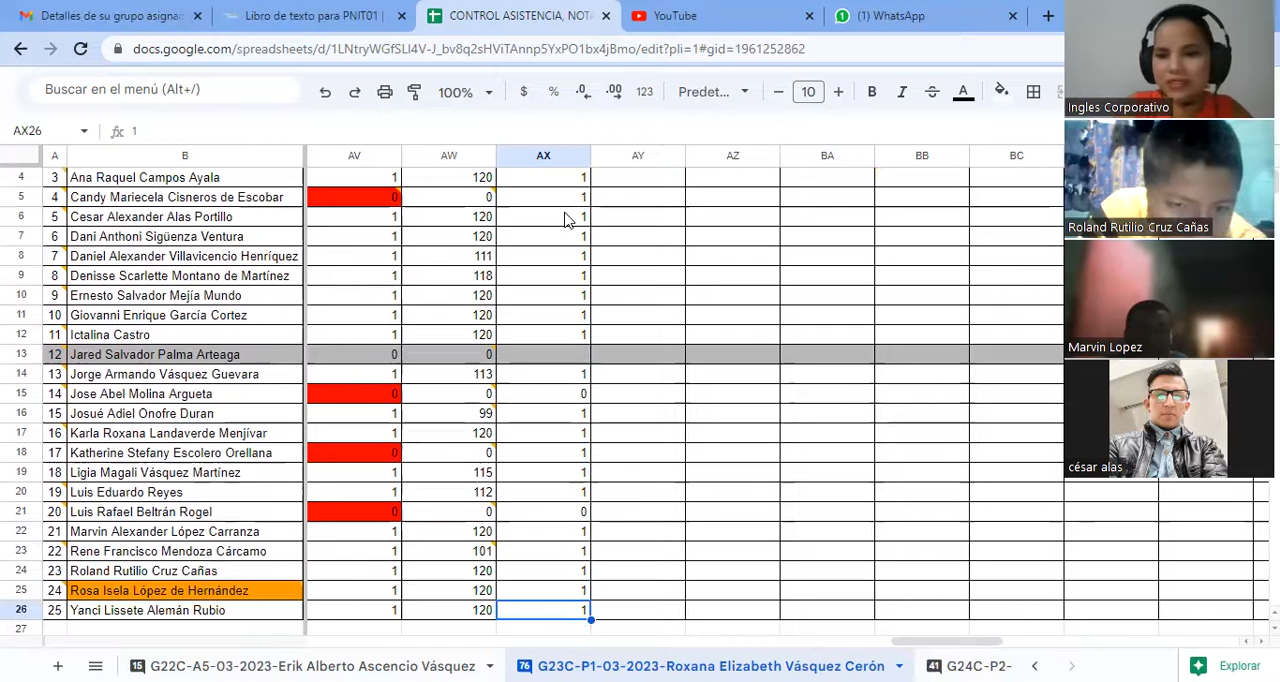 Detalles de su grupo asignac
Libro de texto para PNIT01 |
CONTROL ASISTENCIA, NOTA
YouTube
(1) WhatsApp
docs.google.com/spreadsheets/d/1LNtryWGfSLI4V-J_bv8q2sHViTAnnp5YxPO1bx4jBmo/edit?pli=1#gid=1961252862
Buscar en el menú (Alt+/)
100%
$ % .0 .00 123
Predet...
10
B I A
AX26 fx 1
A B AV AW AX AY AZ BA BB BC
4 3 Ana Raquel Campos Ayala 1 120 1
5 4 Candy Mariecela Cisneros de Escobar 0 0 1
6 5 Cesar Alexander Alas Portillo 1 120 1
7 6 Dani Anthoni Sigüenza Ventura 1 120 1
8 7 Daniel Alexander Villavicencio Henríquez 1 111 1
9 8 Denisse Scarlette Montano de Martínez 1 118 1
10 9 Ernesto Salvador Mejía Mundo 1 120 1
11 10 Giovanni Enrique García Cortez 1 120 1
12 11 Ictalina Castro 1 120 1
13 12 Jared Salvador Palma Arteaga 0 0
14 13 Jorge Armando Vásquez Guevara 1 120 1
15 14 Jose Abel Molina Argueta 0 0 0
16 15 Josué Adiel Onofre Duran 1 59 1
17 16 Karla Roxana Landaverde Menjívar 1 120 1
18 17 Katherine Stefany Escolero Orellana 0 0 1
19 18 Ligia Magali Vásquez Martínez 1 115 1
20 19 Luis Eduardo Reyes 1 112 1
21 20 Luis Rafael Beltrán Rogel 0 0 0
22 21 Marvin Alexander López Carranza 1 120 1
23 22 Rene Francisco Mendoza Cárcamo 1 101 1
24 23 Roland Rutilio Cruz Cañas 1 120 1
25 24 Rosa Isela López de Hernández 1 120 1
26 25 Yanci Lissete Alemán Rubio 1 120 1
27
15 G22C-A5-03-2023-Erik Alberto Ascencio Vásquez
76 G23C-P1-03-2023-Roxana Elizabeth Vásquez Cerón
41 G24C-P2-
Explorar
Ingles Corporativo
Roland Rutilio Cruz Cañas
Marvin Lopez
césar alas